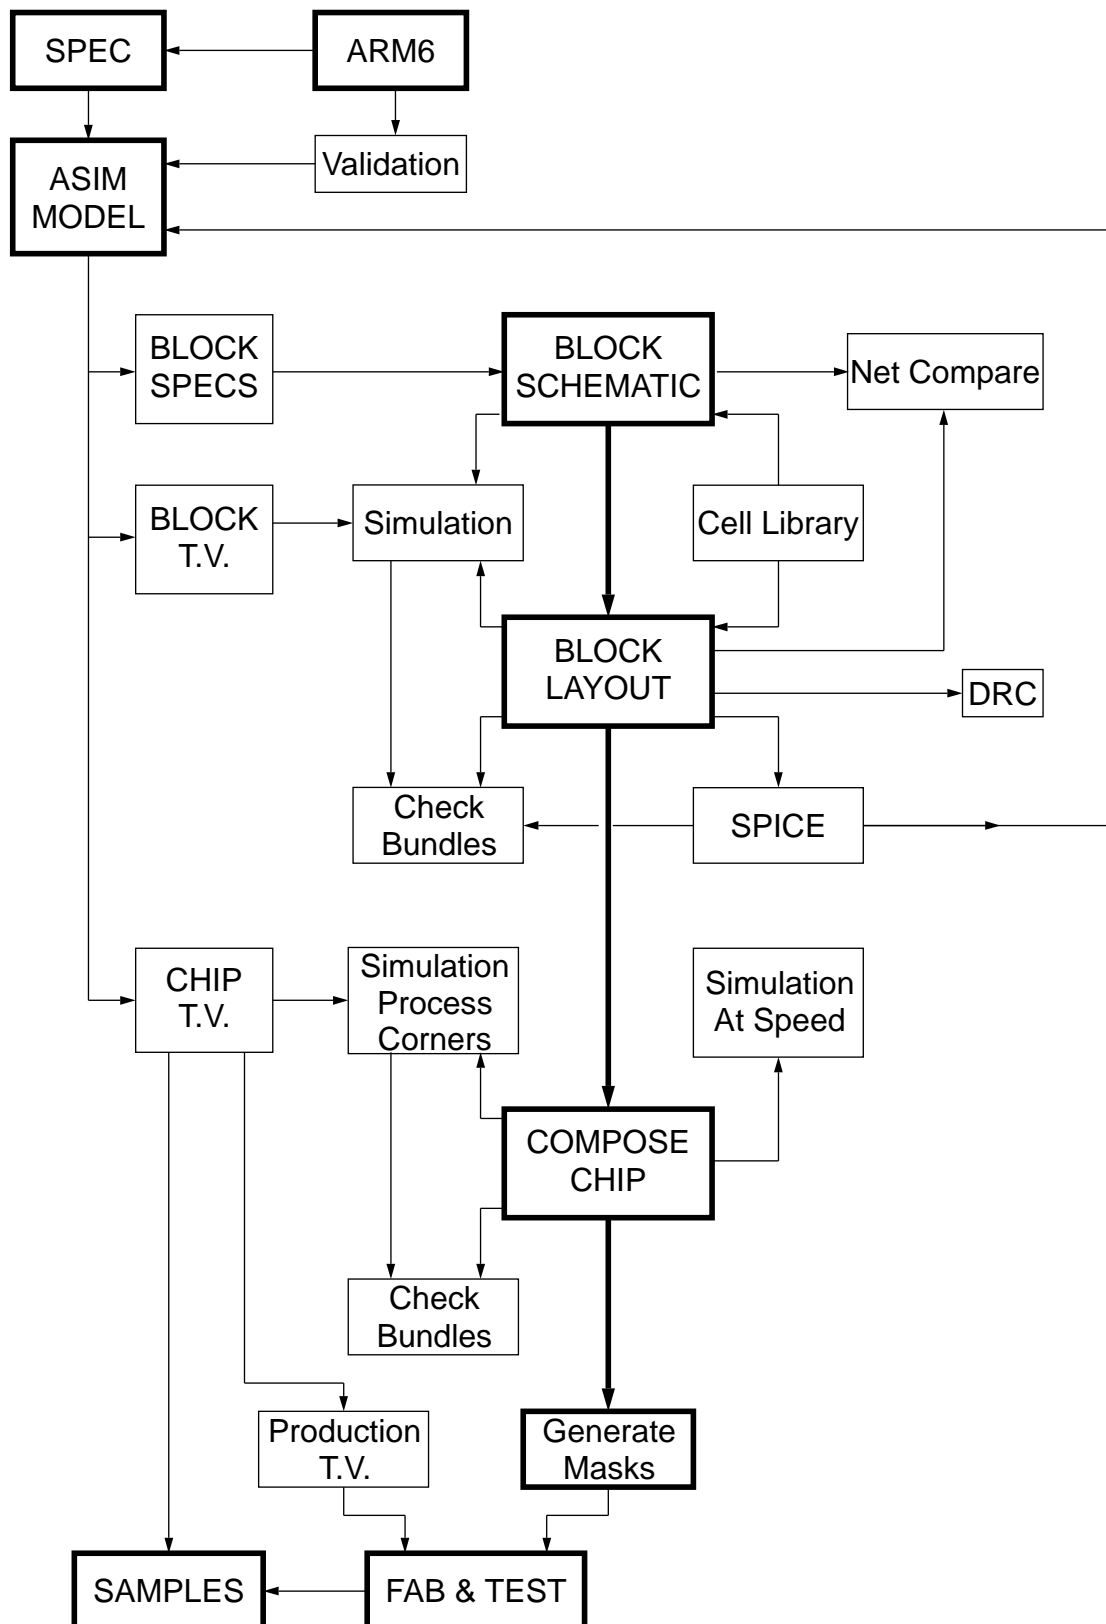 SPEC
ARM6
Validation
ASIM
MODEL
BLOCK
SPECS
BLOCK
SCHEMATIC
Net Compare
BLOCK
T.V.
Simulation
Cell Library
BLOCK
LAYOUT
DRC
Check
Bundles
SPICE
CHIP
T.V.
Simulation
Process
Corners
Simulation
At Speed
COMPOSE
CHIP
Check
Bundles
Production
T.V.
Generate
Masks
SAMPLES
FAB & TEST